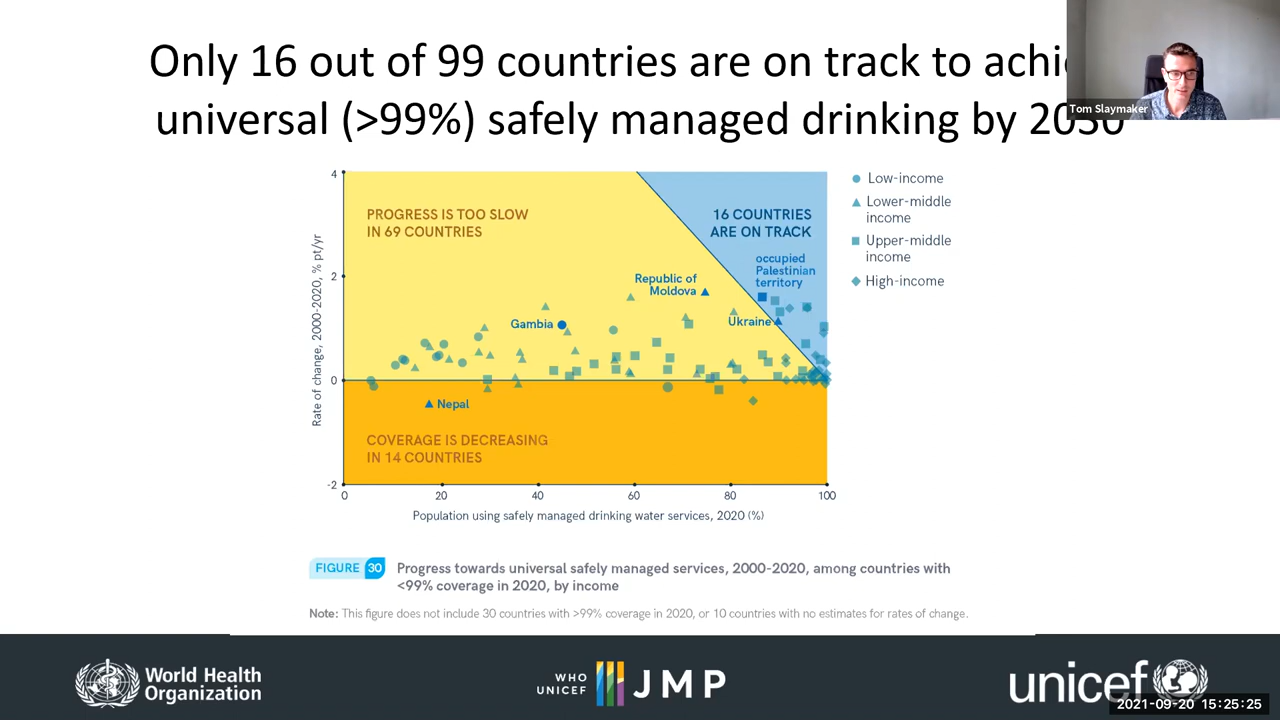 Only 16 out of 99 countries are on track to
universal (>99%) safely managed drinking by 2030
Tom Slaymaker
4
2
0
-2
Rate of change, 2000-2020, % pt/yr
PROGRESS IS TOO SLOW
IN 69 COUNTRIES
16 COUNTRIES
ARE ON TRACK
occupied
Palestinian
territory
Republic of
Moldova
Gambia
Ukraine
Nepal
COVERAGE IS DECREASING
IN 14 COUNTRIES
0
20
40
60
80
100
Population using safely managed drinking water services, 2020 (%)
Low-income
Lower-middle
income
Upper-middle
income
High-income
FIGURE 30
Progress towards universal safely managed services, 2000-2020, among countries with
<99% coverage in 2020, by income
Note: This figure does not include 30 countries with >99% coverage in 2020, or 10 countries with no estimates for rates of change.
World Health
Organization
WHO
UNICEF
JMP
unicef
2021-09-20 15:25:25